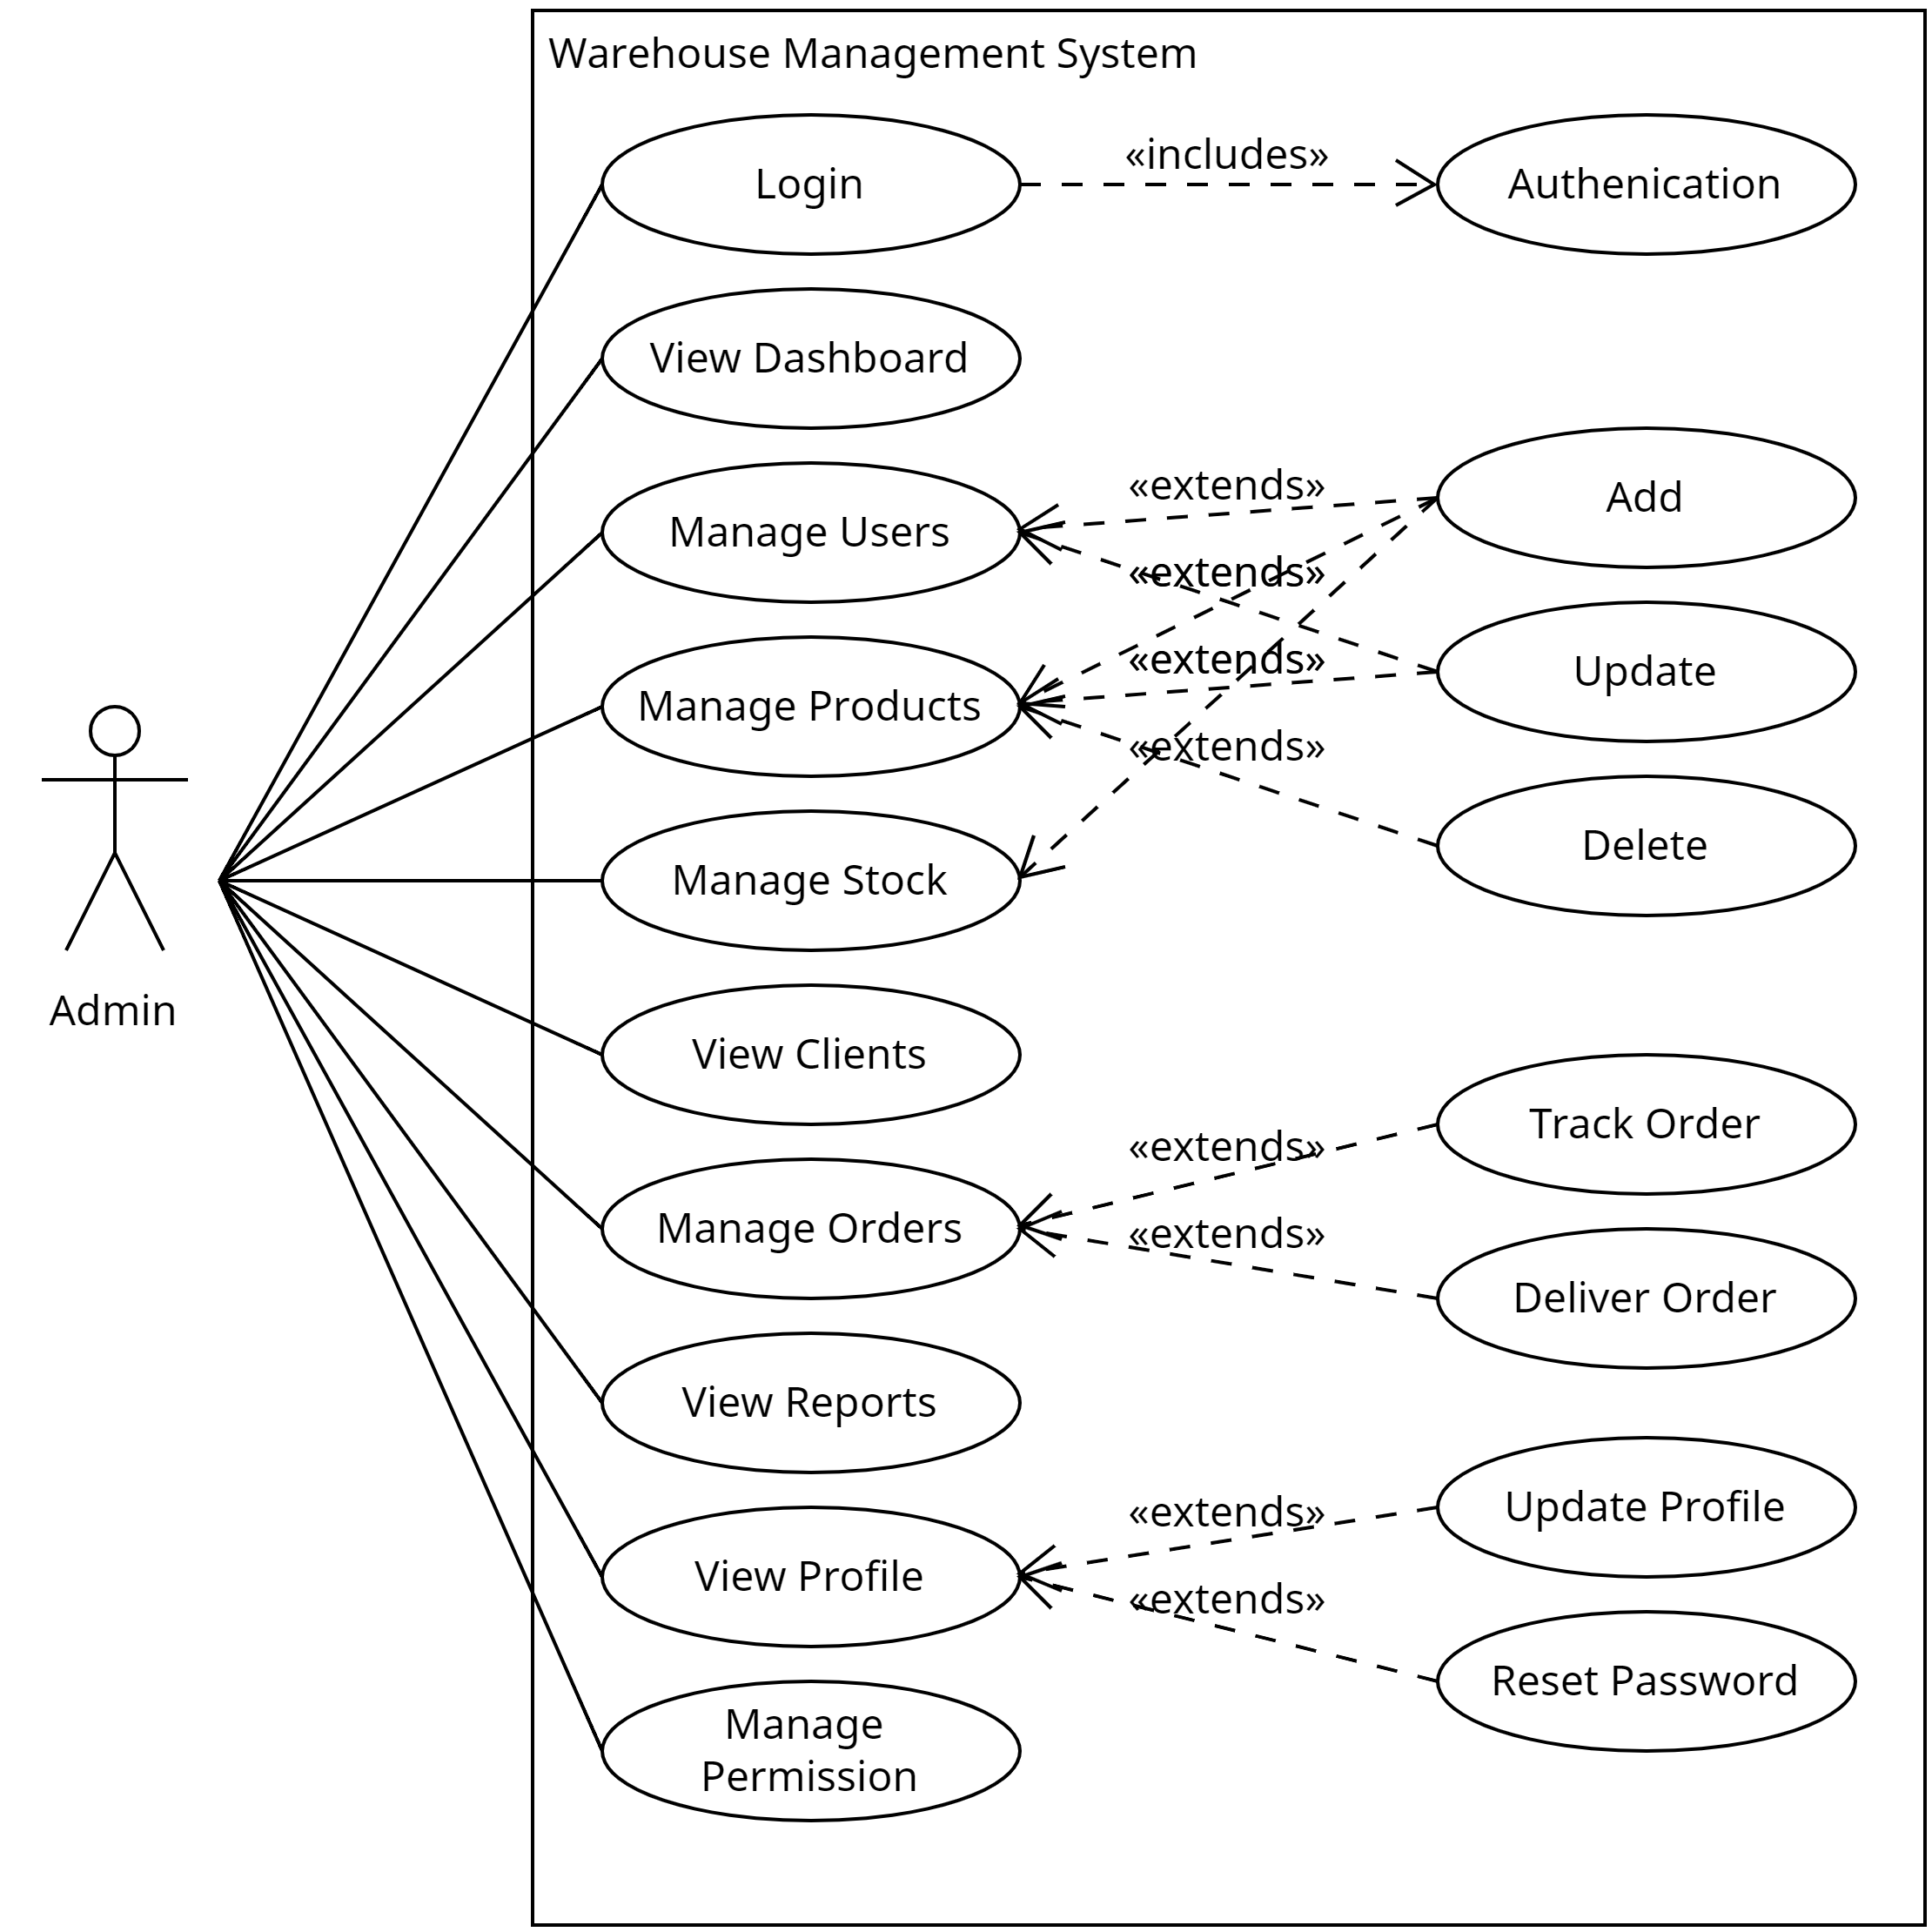 Warehouse Management System
Login
«includes»
Authenication
View Dashboard
Manage Users
«extends»
Add
«extends»
Manage Products
«extends»
Update
«extends»
Manage Stock
Delete
Admin
View Clients
Manage Orders
«extends»
Track Order
«extends»
Deliver Order
View Reports
View Profile
«extends»
Update Profile
«extends»
Reset Password
Manage
Permission